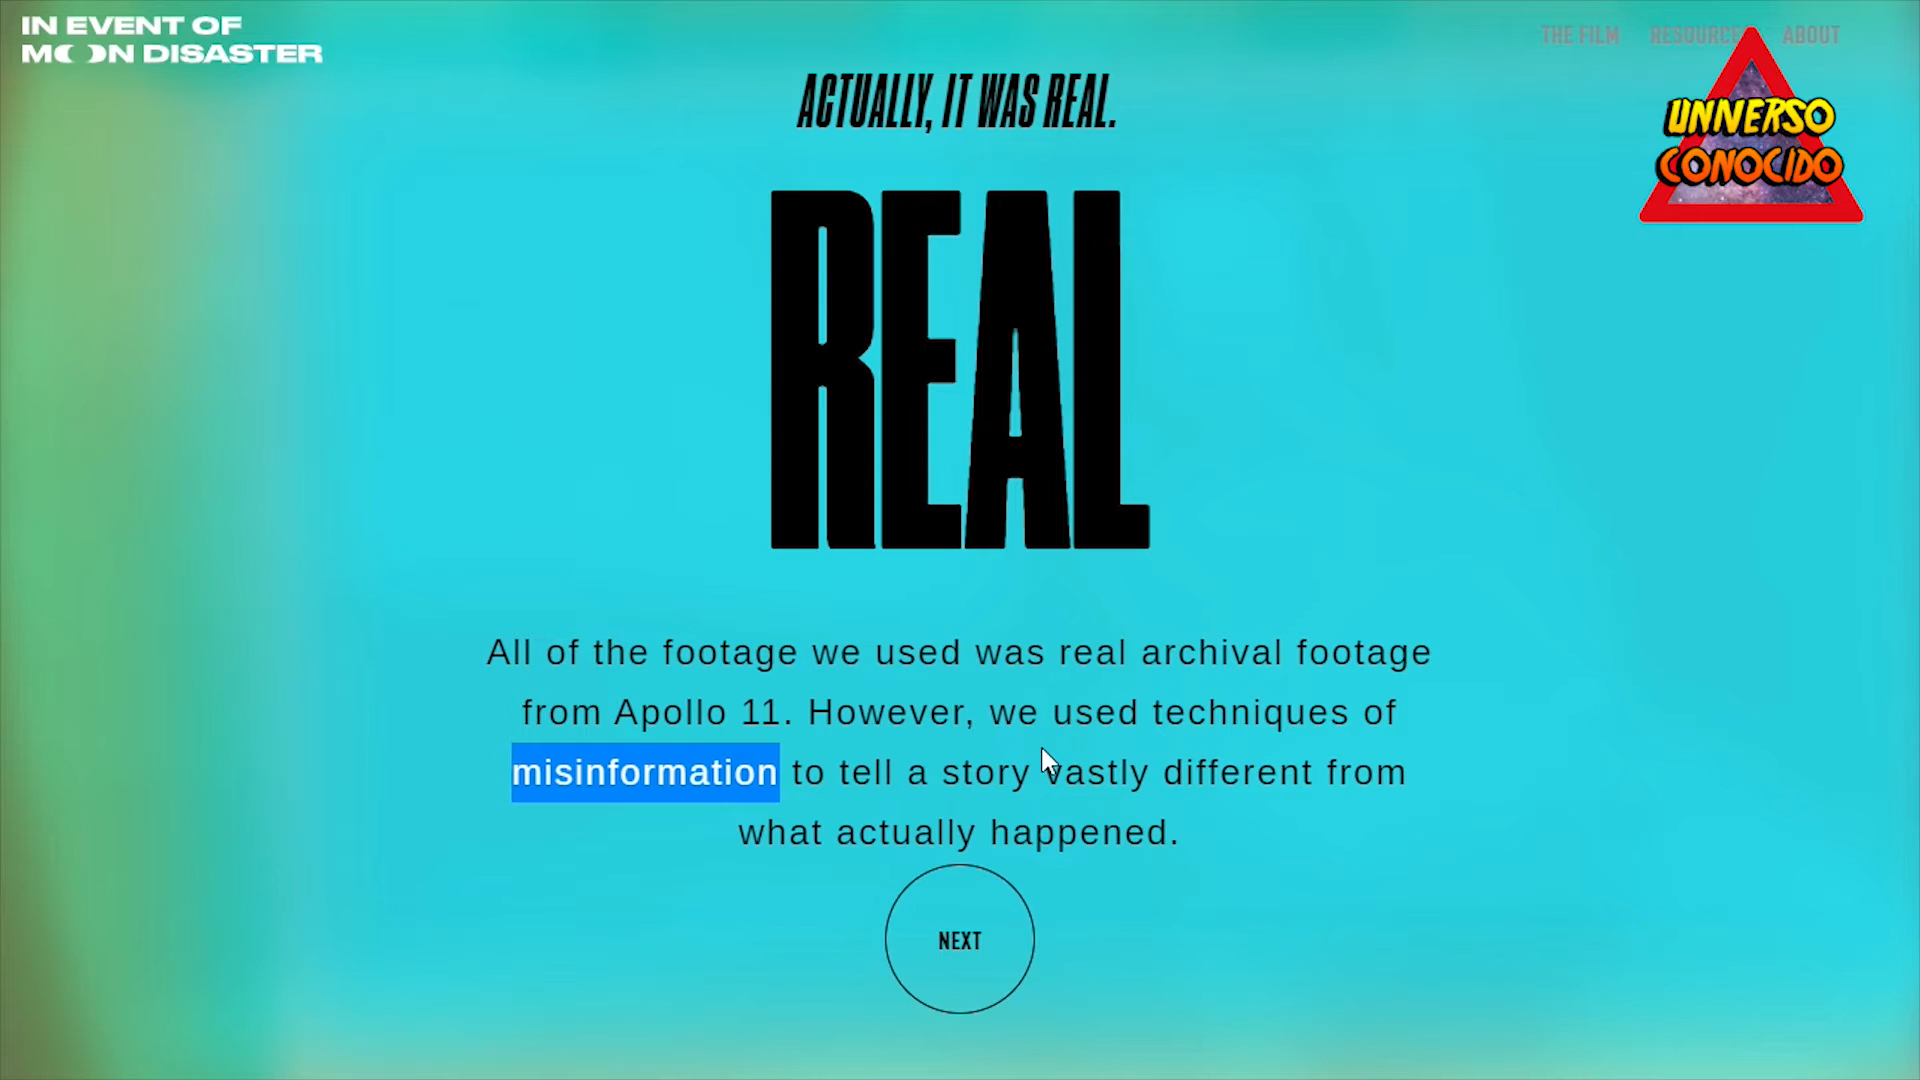 IN EVENT OF
MOON DISASTER
THE FILM RESOURCES ABOUT
UNIVERSO
CONOCIDO
ACTUALLY, IT WAS REAL.
REAL
All of the footage we used was real archival footage
from Apollo 11. However, we used techniques of
misinformation to tell a story vastly different from
what actually happened.
NEXT